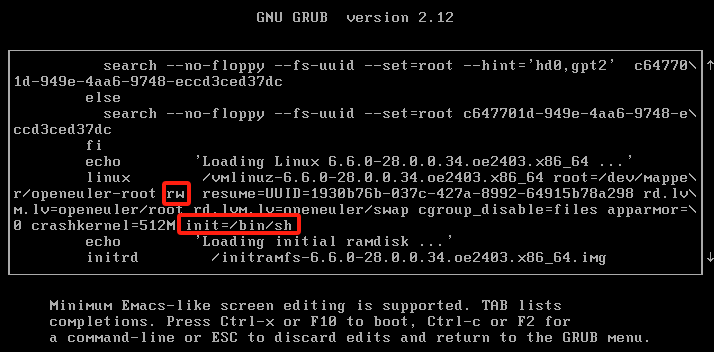 GNU GRUB  version 2.12
search --no-floppy --fs-uuid --set=root --hint='hd0,gpt2'  c64770\
1d-949e-4aa6-9748-eccd3ced37dc
else
search --no-floppy --fs-uuid --set=root c647701d-949e-4aa6-9748-e\
ccd3ced37dc
fi
echo 'Loading Linux 6.6.0-28.0.0.34.oe2403.x86_64 ...'
linux /vmlinuz-6.6.0-28.0.0.34.oe2403.x86_64 root=/dev/mappe\
r/openeuler-root rw resume=UUID=1930b76b-037c-427a-8992-64915b78a298 rd.lv\
m.lv=openeuler/root rd.lvm.lv=openeuler/swap cgroup_disable=files apparmor=\
0 crashkernel=512M init=/bin/sh
echo 'Loading initial ramdisk ...'
initrd /initramfs-6.6.0-28.0.0.34.oe2403.x86_64.img
Minimum Emacs-like screen editing is supported. TAB lists
completions. Press Ctrl-x or F10 to boot, Ctrl-c or F2 for
a command-line or ESC to discard edits and return to the GRUB menu.